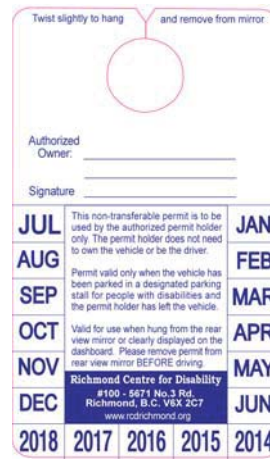 Twist slightly to hang and remove from mirror
Authorized
Owner:
Signature
JUL
AUG
SEP
OCT
NOV
DEC
This non-transferable permit is to be
used by the authorized permit holder
only. The permit holder does not need
to own the vehicle or be the driver.
Permit valid only when the vehicle has
been parked in a designated parking
stall for people with disabilities and
the permit holder has left the vehicle.
Valid for use when hung from the rear
view mirror or clearly displayed on the
dashboard. Please remove permit from
rear view mirror BEFORE driving.
Richmond Centre for Disability
#100 - 5671 No.3 Rd.
Richmond, B.C. V6X 2C7
www.rcdrichmond.org
JAN
FEB
MAR
APR
MAY
JUN
2018 2017 2016 2015 2014